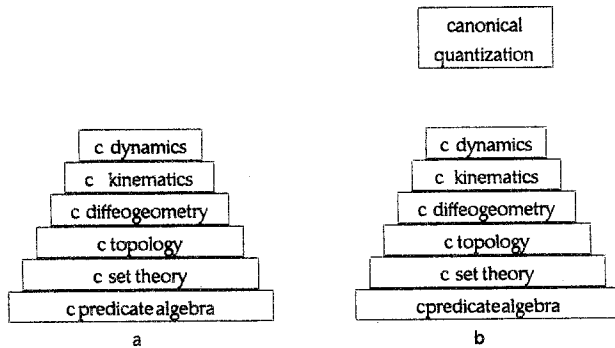 canonical
quantization
c dynamics
c kinematics
c diffeogeometry
c topology
c set theory
c predicate algebra
a
c dynamics
c kinematics
c diffeogeometry
c topology
c set theory
cpredicatealgebra
b